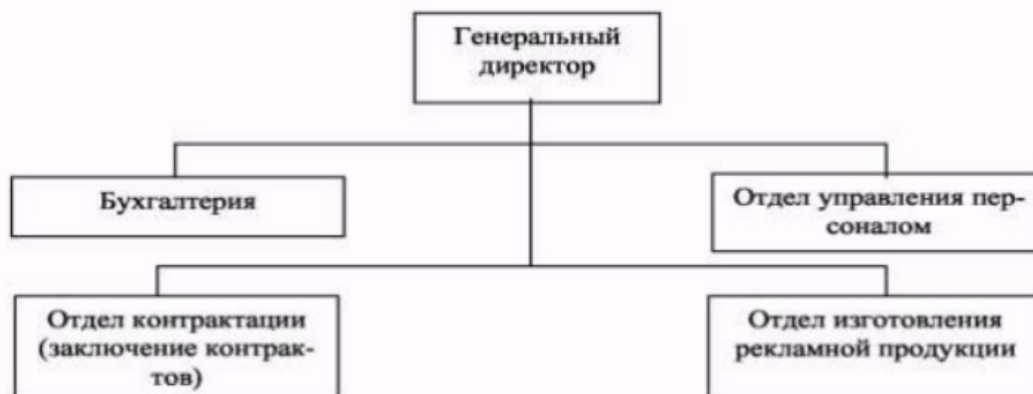 Генеральный
директор
Бухгалтерия
Отдел управления пер-
соналом
Отдел контрактации
(заключение контрак-
тов)
Отдел изготовления
рекламной продукции